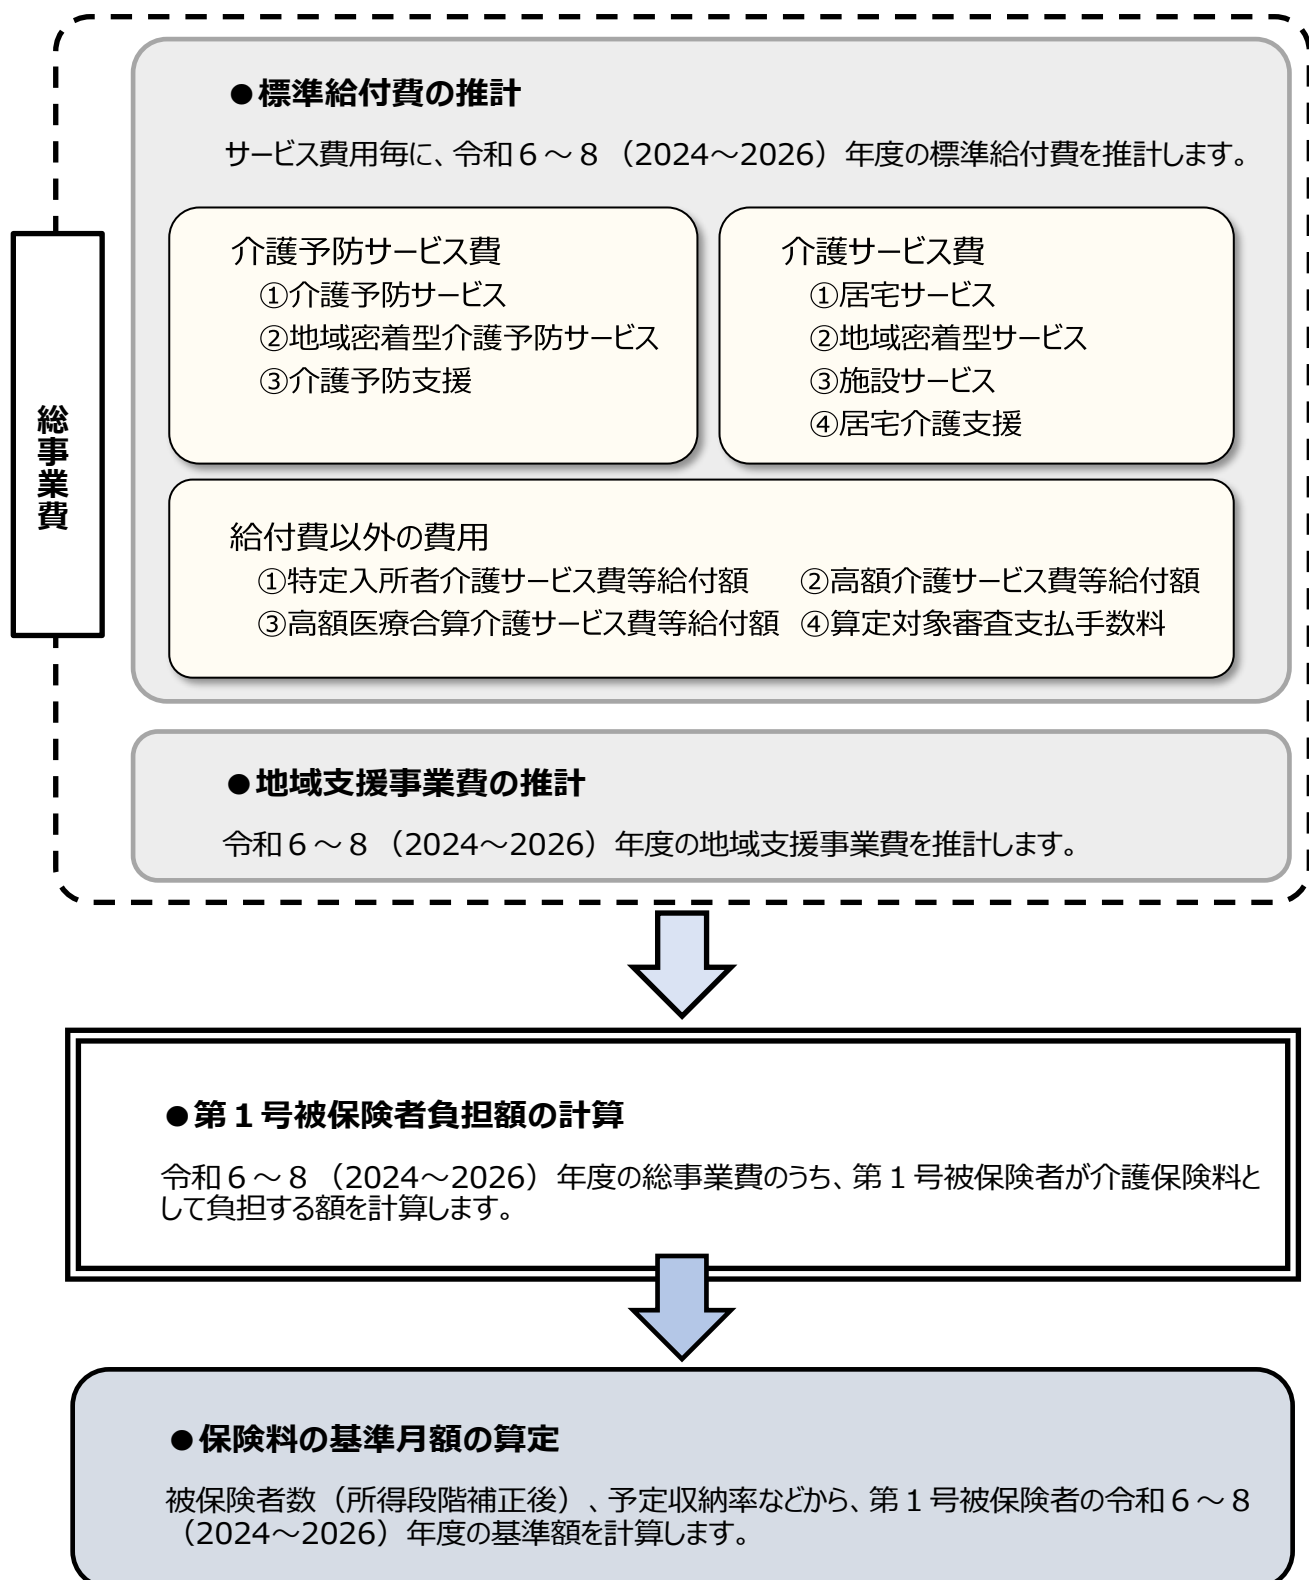 ●標準給付費の推計
サービス費用毎に、令和６～８（2024～2026）年度の標準給付費を推計します。
総事業費
介護予防サービス費
①介護予防サービス
②地域密着型介護予防サービス
③介護予防支援
介護サービス費
①居宅サービス
②地域密着型サービス
③施設サービス
④居宅介護支援
給付費以外の費用
①特定入所者介護サービス費等給付額　②高額介護サービス費等給付額
③高額医療合算介護サービス費等給付額　④算定対象審査支払手数料
●地域支援事業費の推計
令和６～８（2024～2026）年度の地域支援事業費を推計します。
●第１号被保険者負担額の計算
令和６～８（2024～2026）年度の総事業費のうち、第１号被保険者が介護保険料と
して負担する額を計算します。
●保険料の基準月額の算定
被保険者数（所得段階補正後）、予定収納率などから、第１号被保険者の令和６～８
（2024～2026）年度の基準額を計算します。